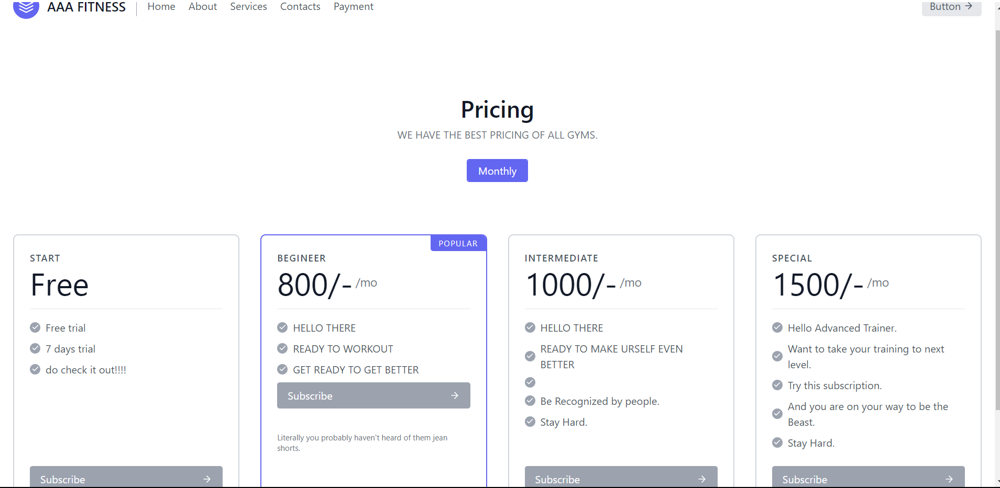 AAA FITNESS Home About Services Contacts Payment Button →
Pricing
WE HAVE THE BEST PRICING OF ALL GYMS.
Monthly
START
Free
Free trial
7 days trial
do check it out!!!!
Subscribe →
POPULAR
BEGINEER
800/- /mo
HELLO THERE
READY TO WORKOUT
GET READY TO GET BETTER
Subscribe →
Literally you probably haven't heard of them jean
shorts.
INTERMEDIATE
1000/- /mo
HELLO THERE
READY TO MAKE URSELF EVEN
BETTER
Be Recognized by people.
Stay Hard.
Subscribe →
SPECIAL
1500/- /mo
Hello Advanced Trainer.
Want to take your training to next
level.
Try this subscription.
And you are on your way to be the
Beast.
Stay Hard.
Subscribe →